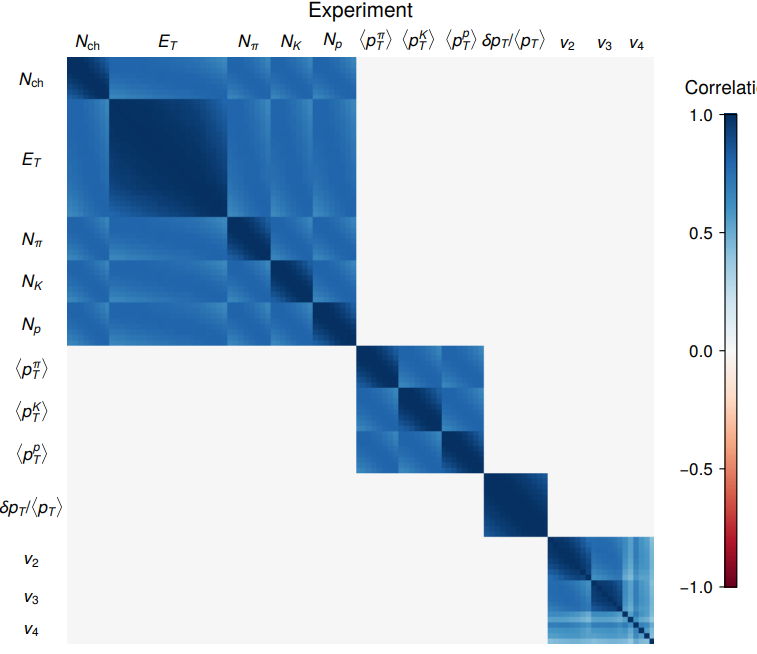 Experiment
N_ch E_T N_π N_K N_p ⟨p_T^π⟩ ⟨p_T^K⟩ ⟨p_T^p⟩ δp_T/⟨p_T⟩ v_2 v_3 v_4
Correlati
N_ch
E_T
N_π
N_K
N_p
⟨p_T^π⟩
⟨p_T^K⟩
⟨p_T^p⟩
δp_T/⟨p_T⟩
v_2
v_3
v_4
1.0
0.5
0.0
−0.5
−1.0